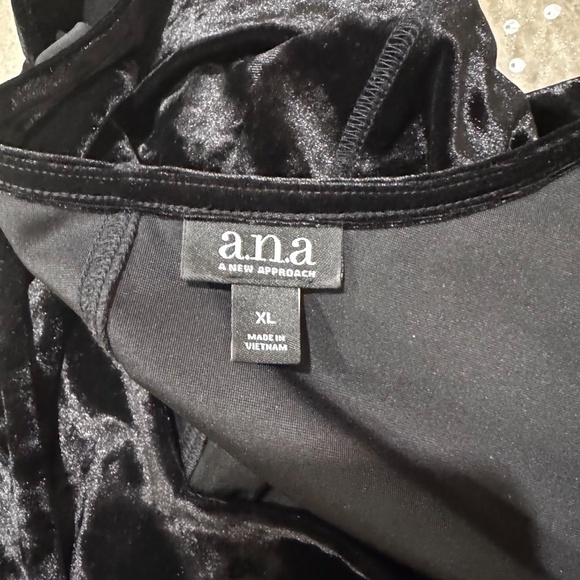 a.n.a
A NEW APPROACH
XL
MADE IN
VIETNAM